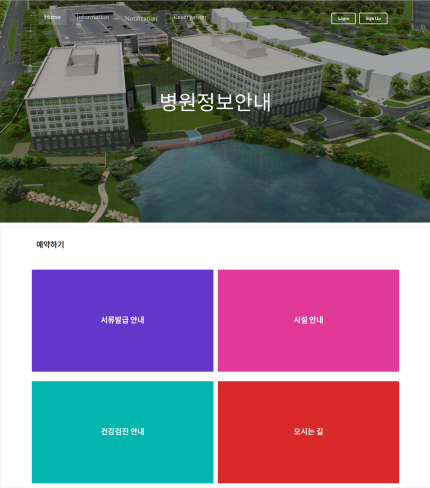 Home
Information
Notification
Reservation
Login
Sign Up
병원정보안내
예약하기
서류발급 안내
시설 안내
건강검진 안내
오시는 길